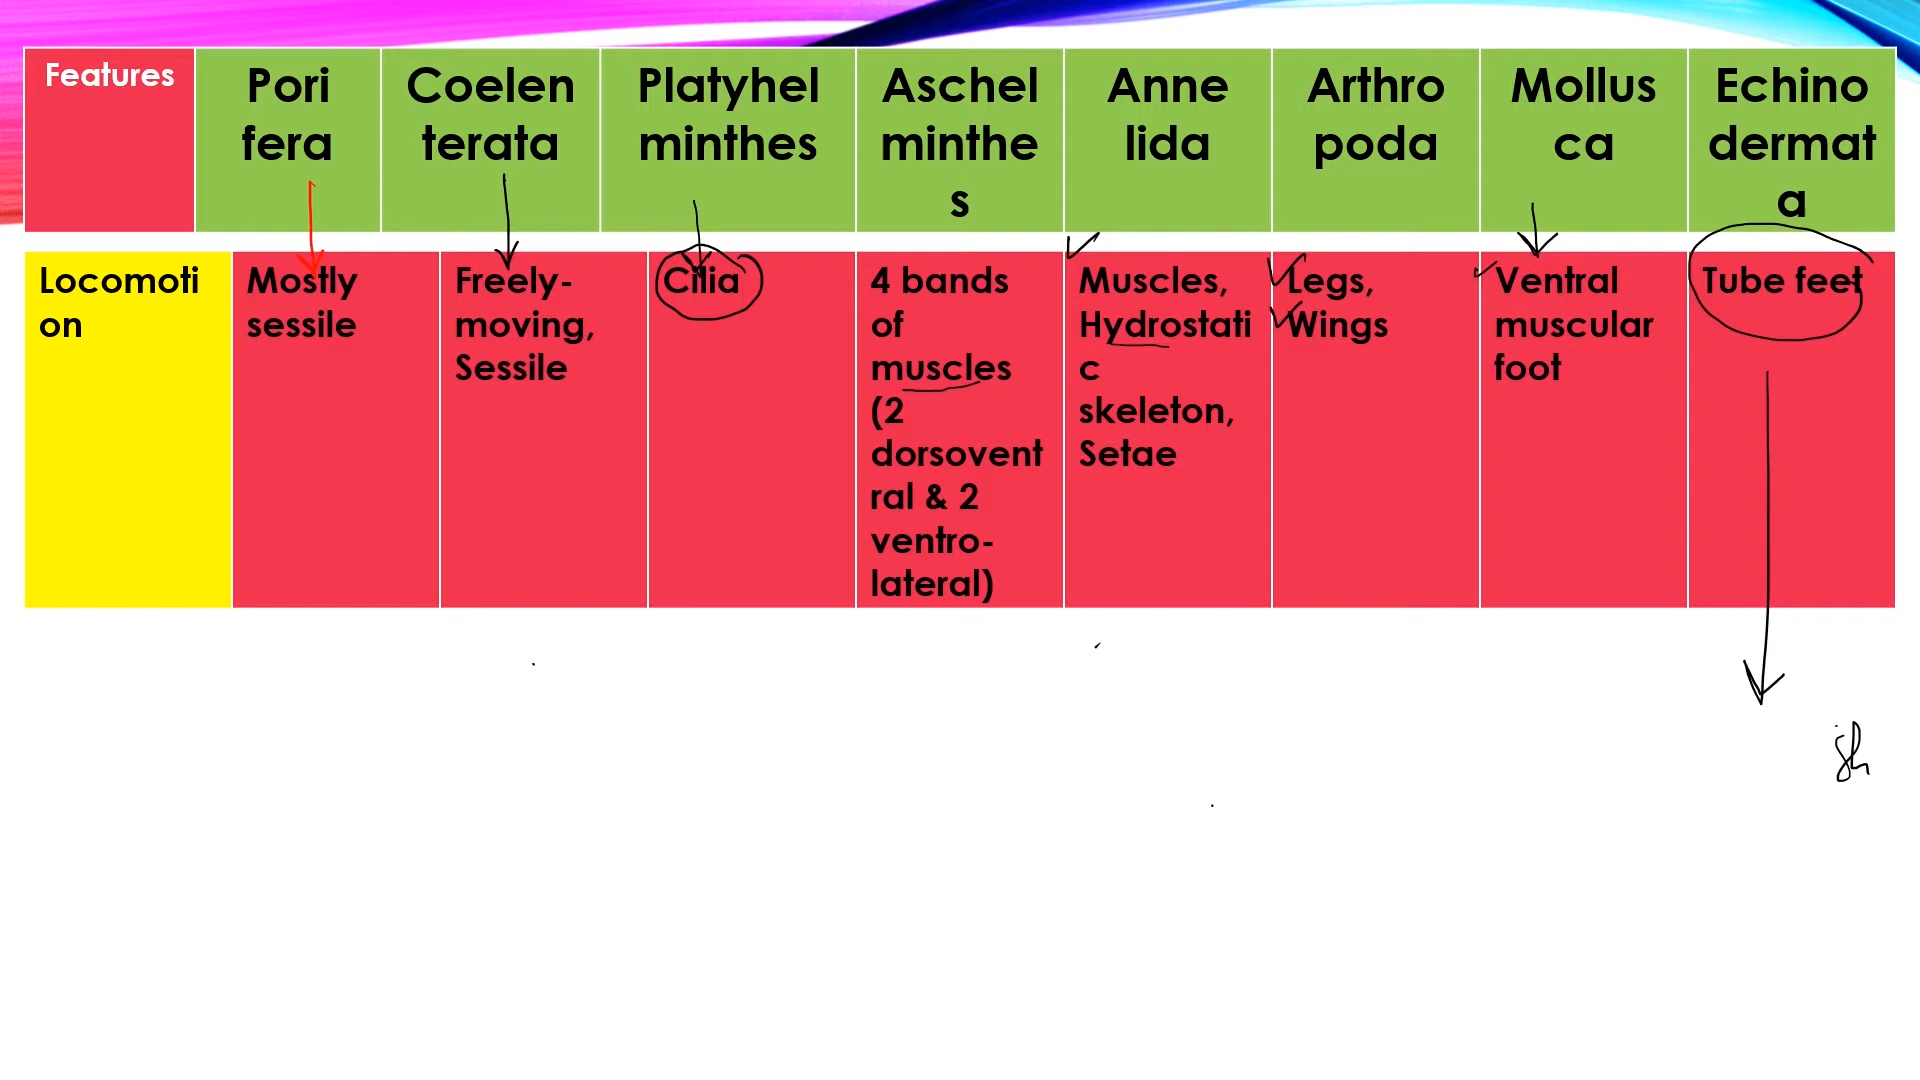 Features
Pori
fera
Coelen
terata
Platyhel
minthes
Aschel
minthe
s
Anne
lida
Arthro
poda
Mollus
ca
Echino
dermat
a
Locomoti
on
Mostly
sessile
Freely-
moving,
Sessile
Cilia
4 bands
of
muscles
(2
dorsovent
ral & 2
ventro-
lateral)
Muscles,
Hydrostati
c
skeleton,
Setae
Legs,
Wings
Ventral
muscular
foot
Tube feet